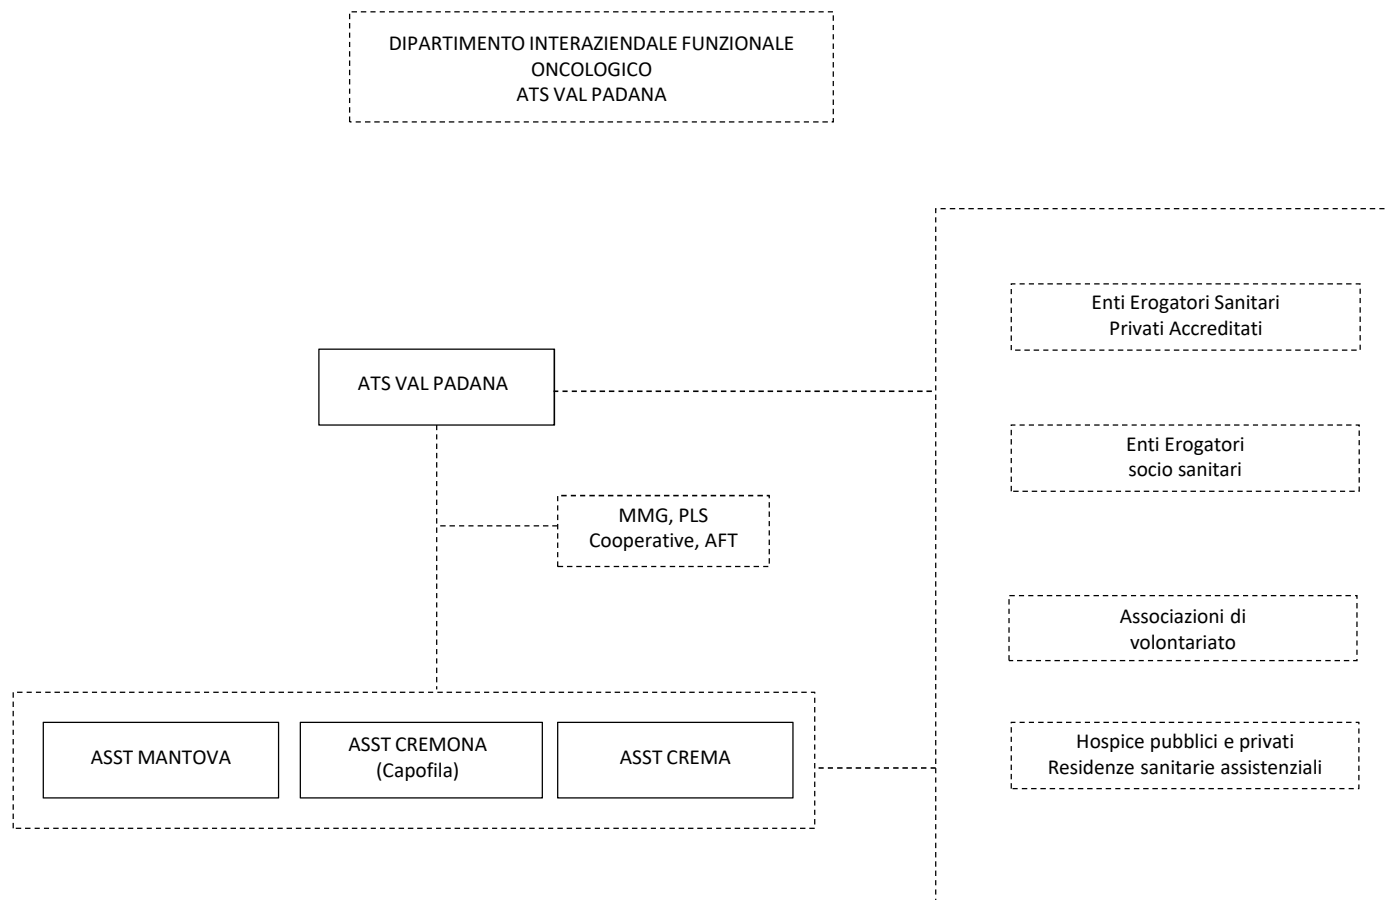 DIPARTIMENTO INTERAZIENDALE FUNZIONALE
ONCOLOGICO
ATS VAL PADANA
Enti Erogatori Sanitari
Privati Accreditati
ATS VAL PADANA
Enti Erogatori
socio sanitari
MMG, PLS
Cooperative, AFT
Associazioni di
volontariato
ASST MANTOVA
ASST CREMONA
(Capofila)
ASST CREMA
Hospice pubblici e privati
Residenze sanitarie assistenziali